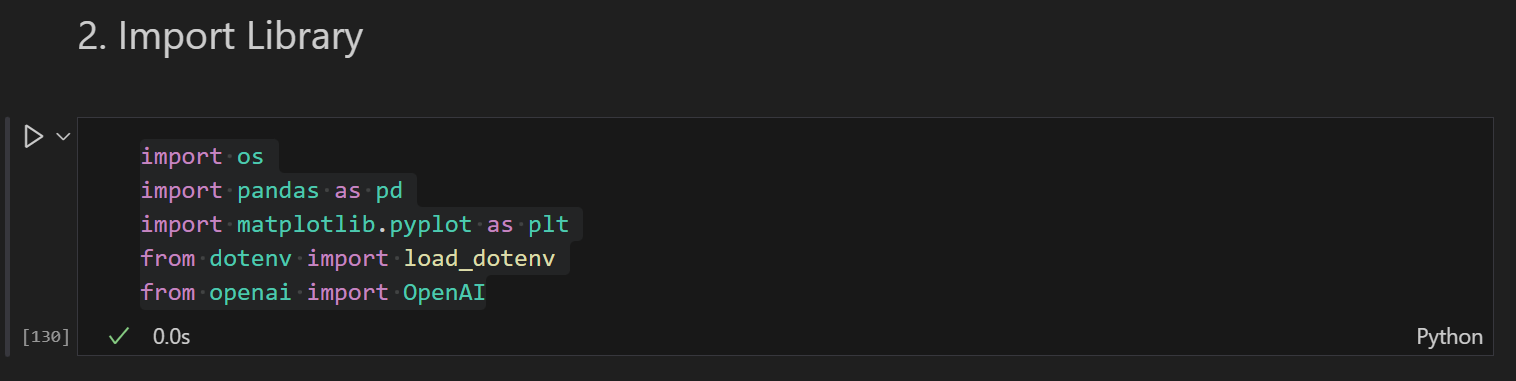 2. Import Library
import os
import pandas as pd
import matplotlib.pyplot as plt
from dotenv import load_dotenv
from openai import OpenAI
[130] 0.0s Python